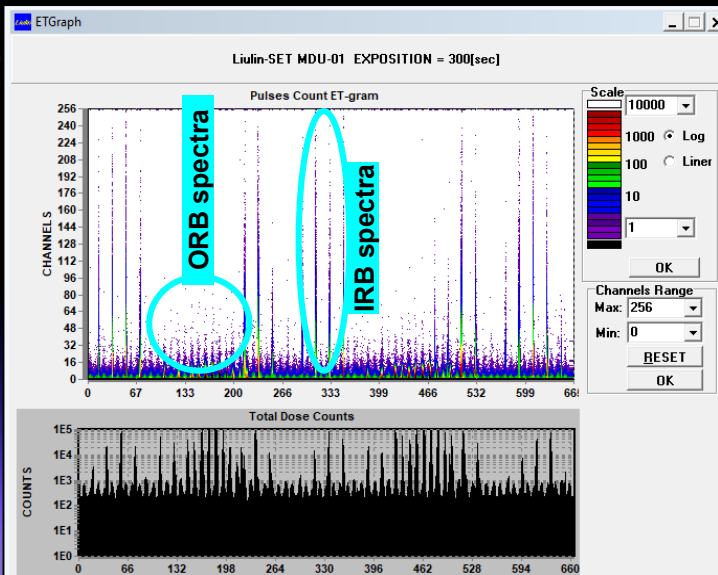 Liulin ETGraph
Liulin-SET MDU-01 EXPOSITION = 300[sec]
Pulses Count ET-gram
CHANNELS
256
240
224
208
192
176
160
144
128
112
96
80
64
48
32
16
0
0 67 133 200 266 333 399 466 532 599 66
ORB spectra
IRB spectra
Scale
10000
1000 Log
100 Liner
10
1
OK
Channels Range
Max: 256
Min: 0
RESET
OK
Total Dose Counts
COUNTS
1E5
1E4
1E3
1E2
1E1
1E0
0 66 132 198 264 330 396 462 528 594 660